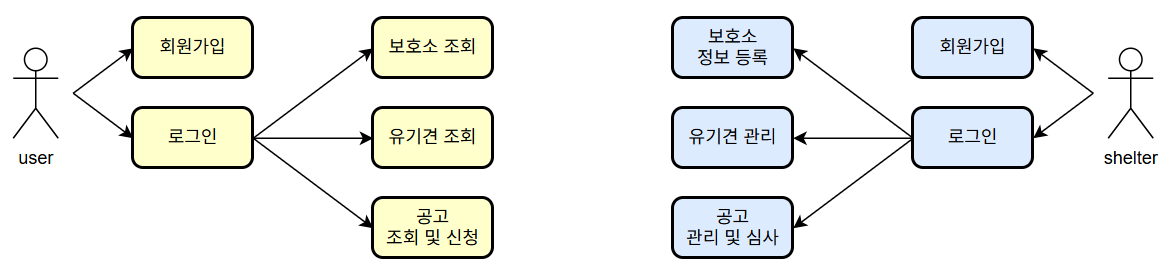 회원가입
보호소 조회
로그인
유기견 조회
공고
조회 및 신청
user
보호소
정보 등록
회원가입
유기견 관리
로그인
공고
관리 및 심사
shelter